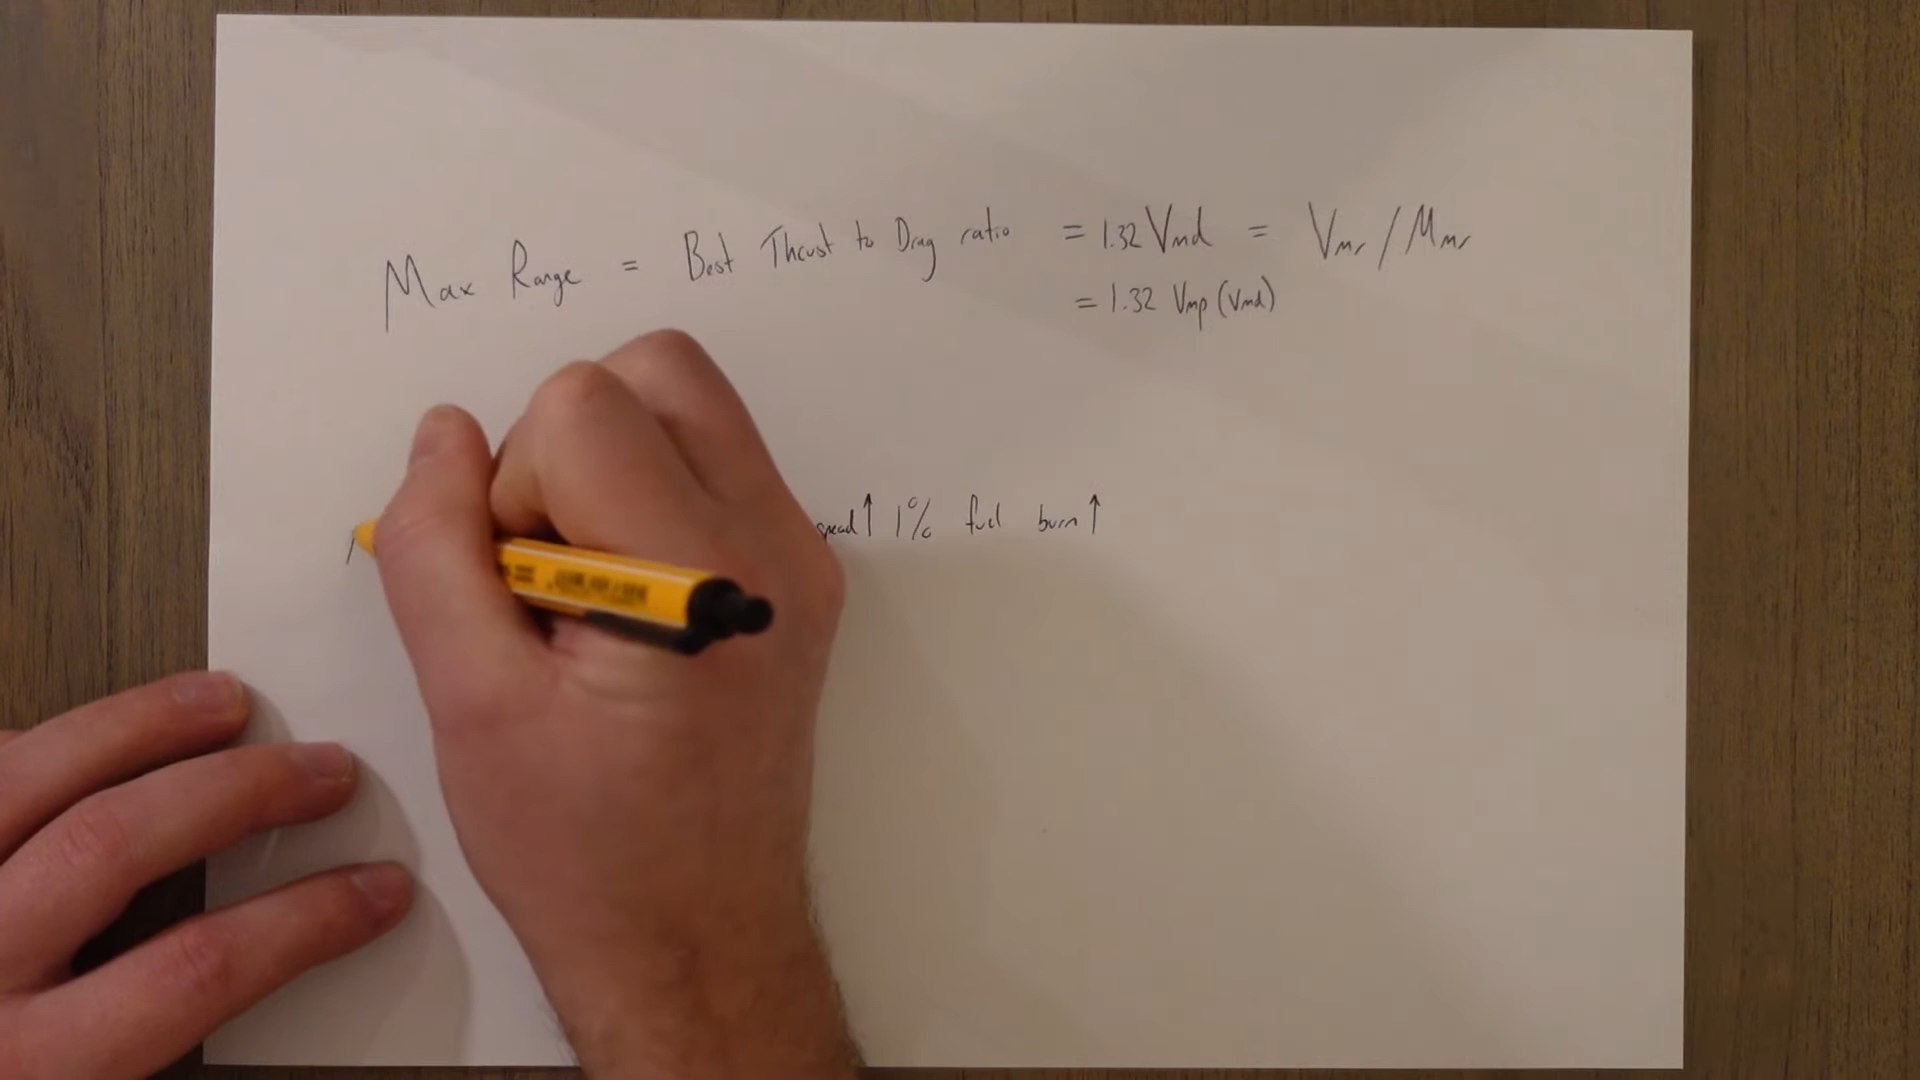 Max Range = Best Thrust to Drag ratio = 1.32 Vmd = Vmr / Mmr
= 1.32 Vmp (Vmd)
speed ↑ 1% fuel burn ↑